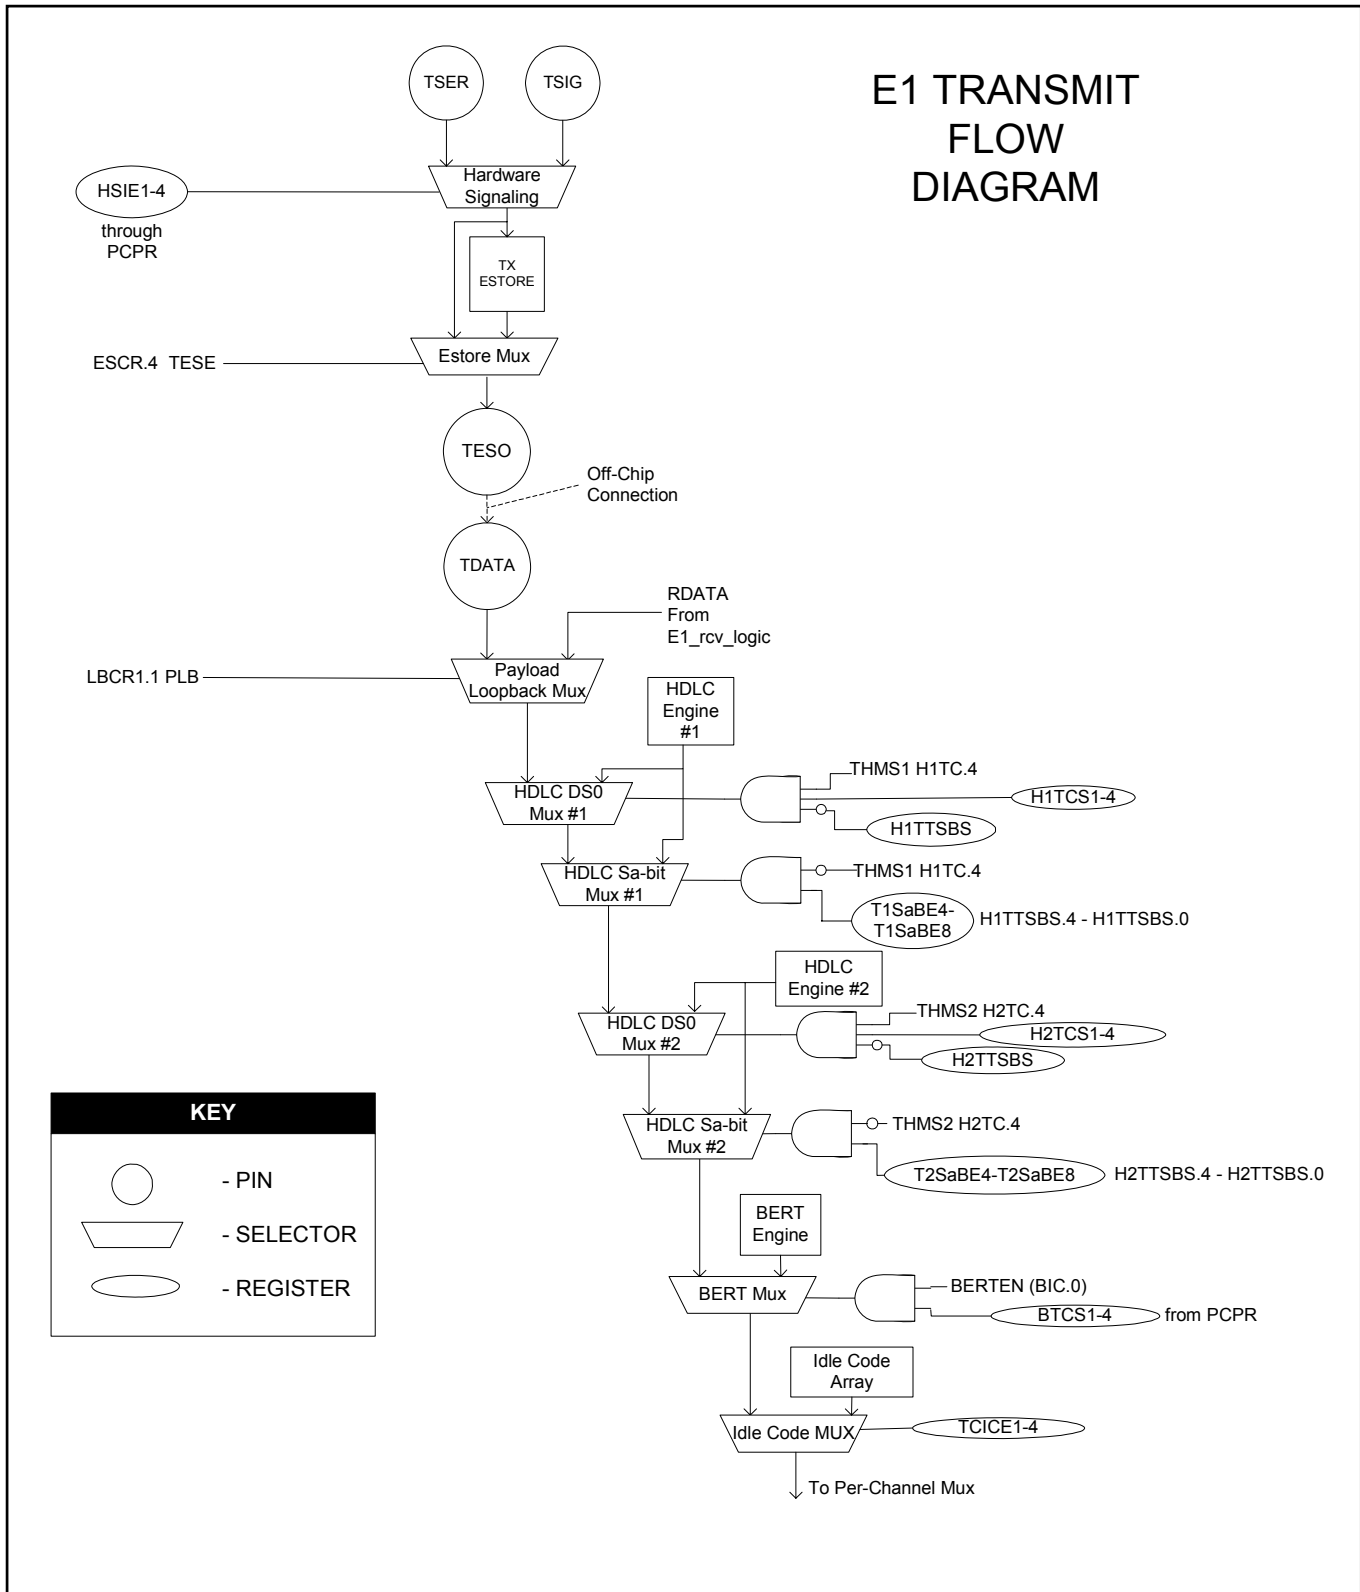 E1 TRANSMIT
FLOW
DIAGRAM
TSER
TSIG
Hardware
Signaling
HSIE1-4
through
PCPR
TX
ESTORE
Estore Mux
ESCR.4 TESE
TESO
Off-Chip
Connection
TDATA
RDATA
From
E1_rcv_logic
Payload
Loopback Mux
LBCR1.1 PLB
HDLC
Engine
#1
HDLC DS0
Mux #1
THMS1 H1TC.4
H1TCS1-4
H1TTSBS
HDLC Sa-bit
Mux #1
THMS1 H1TC.4
T1SaBE4-
T1SaBE8
H1TTSBS.4 - H1TTSBS.0
HDLC
Engine #2
HDLC DS0
Mux #2
THMS2 H2TC.4
H2TCS1-4
H2TTSBS
HDLC Sa-bit
Mux #2
THMS2 H2TC.4
T2SaBE4-T2SaBE8
H2TTSBS.4 - H2TTSBS.0
BERT
Engine
BERT Mux
BERTEN (BIC.0)
BTCS1-4
from PCPR
Idle Code
Array
Idle Code MUX
TCICE1-4
To Per-Channel Mux
KEY
- PIN
- SELECTOR
- REGISTER